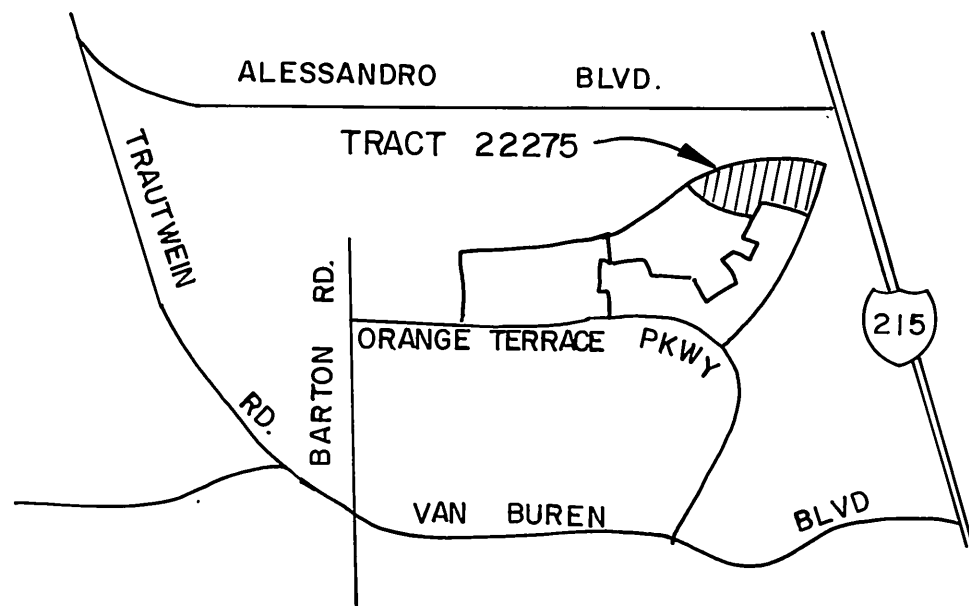 ALESSANDRO BLVD.
TRACT 22275
TRAUTWEIN RD.
BARTON RD.
ORANGE TERRACE PKWY
215
VAN BUREN BLVD